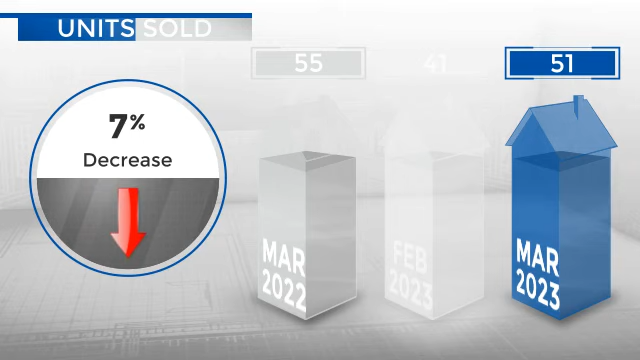 UNITS SOLD
55
41
51
7%
Decrease
MAR
2022
FEB
2023
MAR
2023